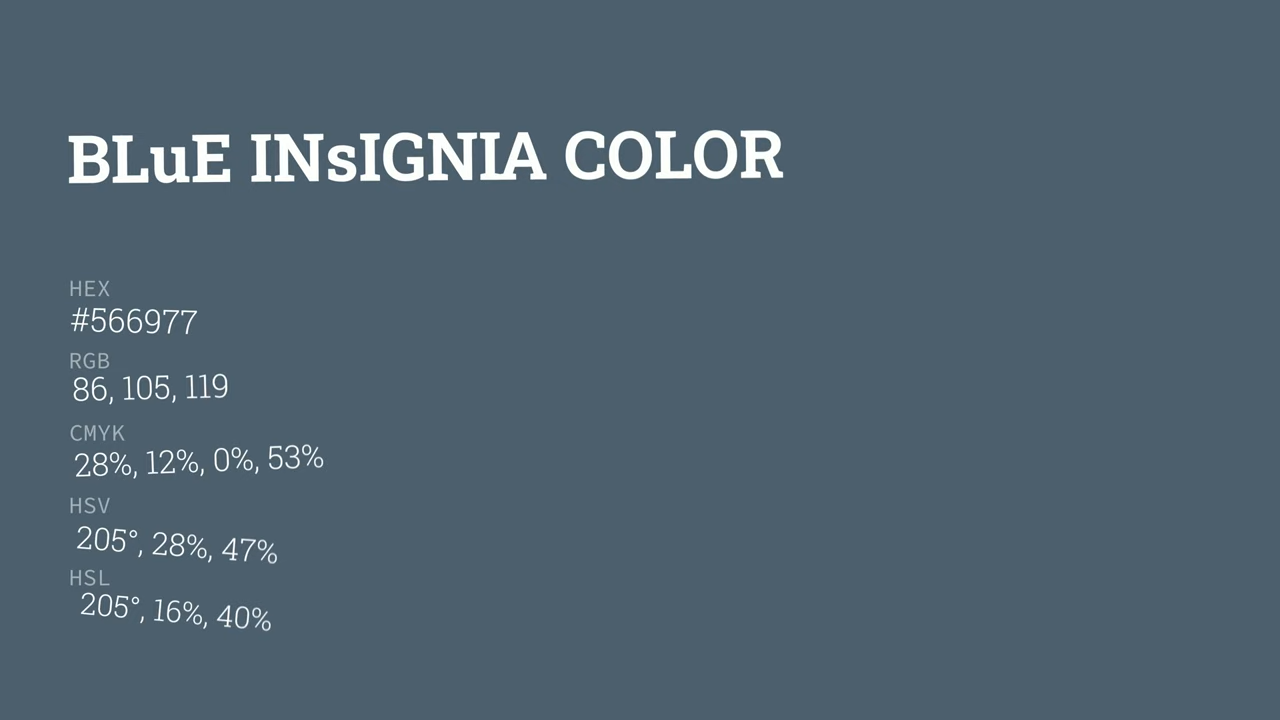 BLuE INsIGNIA COLOR
HEX
#566977
RGB
86, 105, 119
CMYK
28%, 12%, 0%, 53%
HSV
205°, 28%, 47%
HSL
205°, 16%, 40%